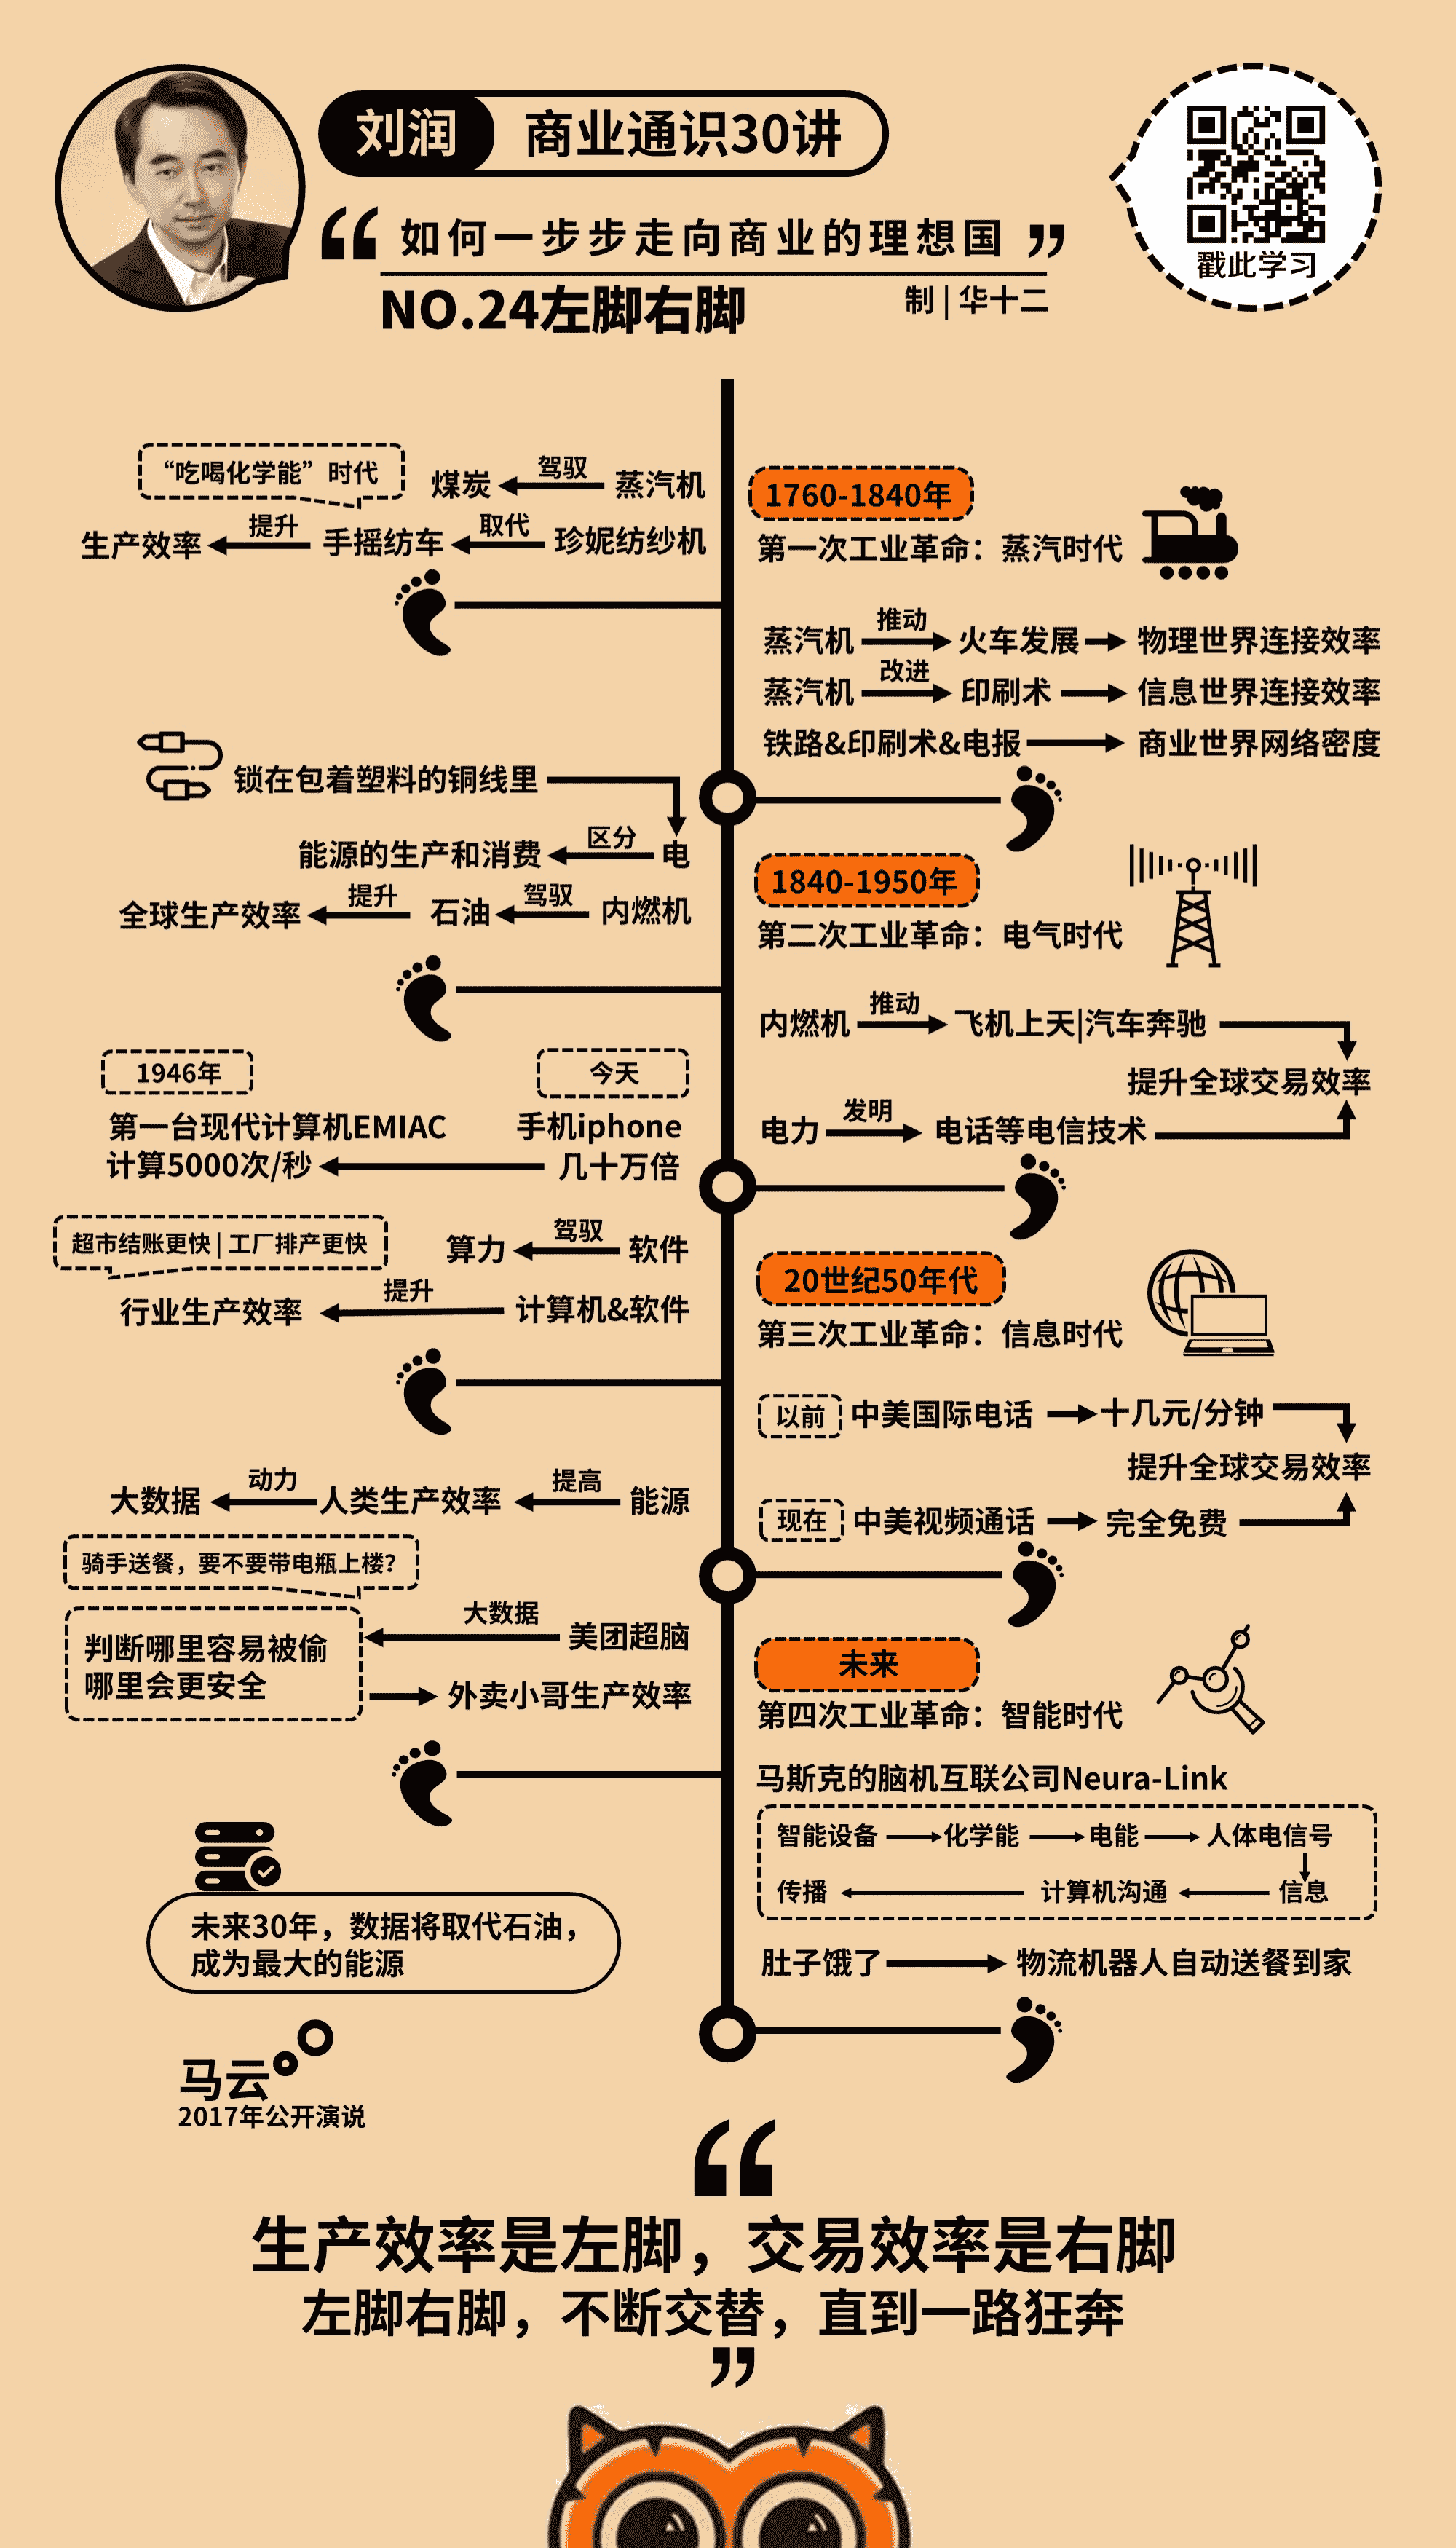 刘润 商业通识30讲
“如何一步步走向商业的理想国”
NO.24左脚右脚
制|华十二
戳此学习
“吃喝化学能”时代
煤炭 驾驭 蒸汽机
生产效率 提升 手摇纺车 取代 珍妮纺纱机
1760-1840年
第一次工业革命：蒸汽时代
蒸汽机 推动 火车发展 物理世界连接效率
蒸汽机 改进 印刷术 信息世界连接效率
铁路&印刷术&电报 商业世界网络密度
锁在包着塑料的铜线里
能源的生产和消费 区分 电
全球生产效率 提升 石油 驾驭 内燃机
1840-1950年
第二次工业革命：电气时代
内燃机 推动 飞机上天|汽车奔驰
提升全球交易效率
电力 发明 电话等电信技术
1946年
今天
第一台现代计算机EMIAC
手机iphone
计算5000次/秒
几十万倍
超市结账更快|工厂排产更快
算力 驾驭 软件
行业生产效率 提升 计算机&软件
20世纪50年代
第三次工业革命：信息时代
以前 中美国际电话 十几元/分钟
提升全球交易效率
现在 中美视频通话 完全免费
大数据 动力 人类生产效率 提高 能源
骑手送餐，要不要带电瓶上楼？
判断哪里容易被偷
哪里会更安全
大数据 美团超脑
外卖小哥生产效率
未来
第四次工业革命：智能时代
马斯克的脑机互联公司Neura-Link
智能设备 化学能 电能 人体电信号
传播 计算机沟通 信息
肚子饿了 物流机器人自动送餐到家
未来30年，数据将取代石油，
成为最大的能源
马云
2017年公开演说
“
生产效率是左脚，交易效率是右脚
左脚右脚，不断交替，直到一路狂奔
”